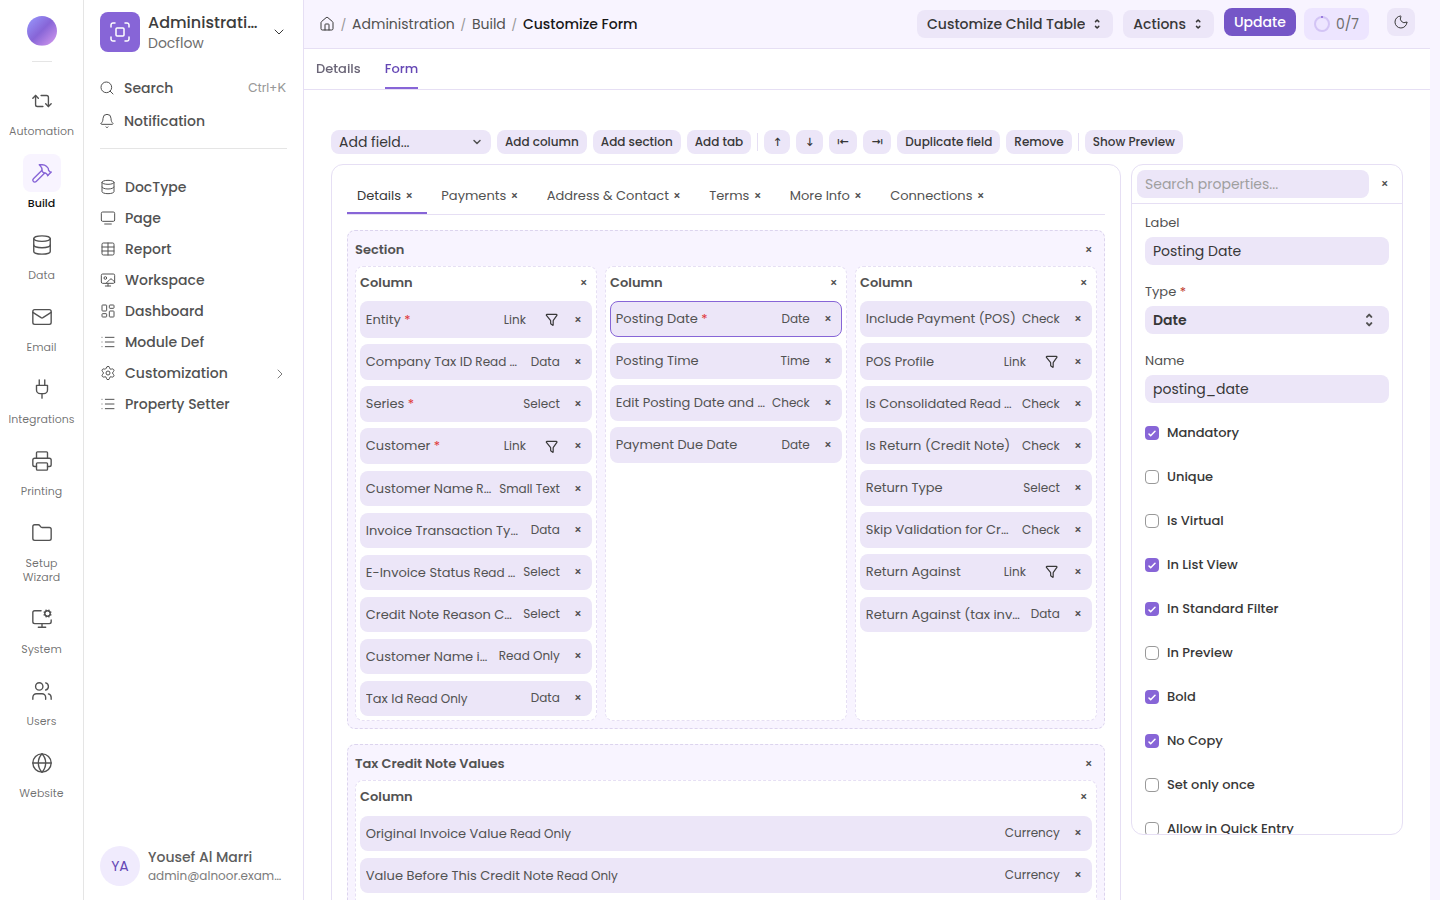 Administrati...
Docflow
Search Ctrl+K
Notification
DocType
Page
Report
Workspace
Dashboard
Module Def
Customization
Property Setter
YA
Yousef Al Marri
admin@alnoor.exam...
Automation
Build
Data
Email
Integrations
Printing
Setup
Wizard
System
Users
Website
/ Administration / Build / Customize Form
Customize Child Table Actions Update 0/7
Details Form
Add field... Add column Add section Add tab ↑ ↓ Duplicate field Remove Show Preview
Details × Payments × Address & Contact × Terms × More Info × Connections ×
Section ×
Column ×
Entity * Link ×
Company Tax ID Read ... Data ×
Series * Select ×
Customer * Link ×
Customer Name R... Small Text ×
Invoice Transaction Ty... Data ×
E-Invoice Status Read ... Select ×
Credit Note Reason C... Select ×
Customer Name i... Read Only ×
Tax Id Read Only Data ×
Column ×
Posting Date * Date ×
Posting Time Time ×
Edit Posting Date and ... Check ×
Payment Due Date Date ×
Column ×
Include Payment (POS) Check ×
POS Profile Link ×
Is Consolidated Read ... Check ×
Is Return (Credit Note) Check ×
Return Type Select ×
Skip Validation for Cr... Check ×
Return Against Link ×
Return Against (tax inv... Data ×
Tax Credit Note Values ×
Column ×
Original Invoice Value Read Only Currency ×
Value Before This Credit Note Read Only Currency ×
Search properties... ×
Label
Posting Date
Type *
Date
Name
posting_date
Mandatory
Unique
Is Virtual
In List View
In Standard Filter
In Preview
Bold
No Copy
Set only once
Allow in Quick Entry